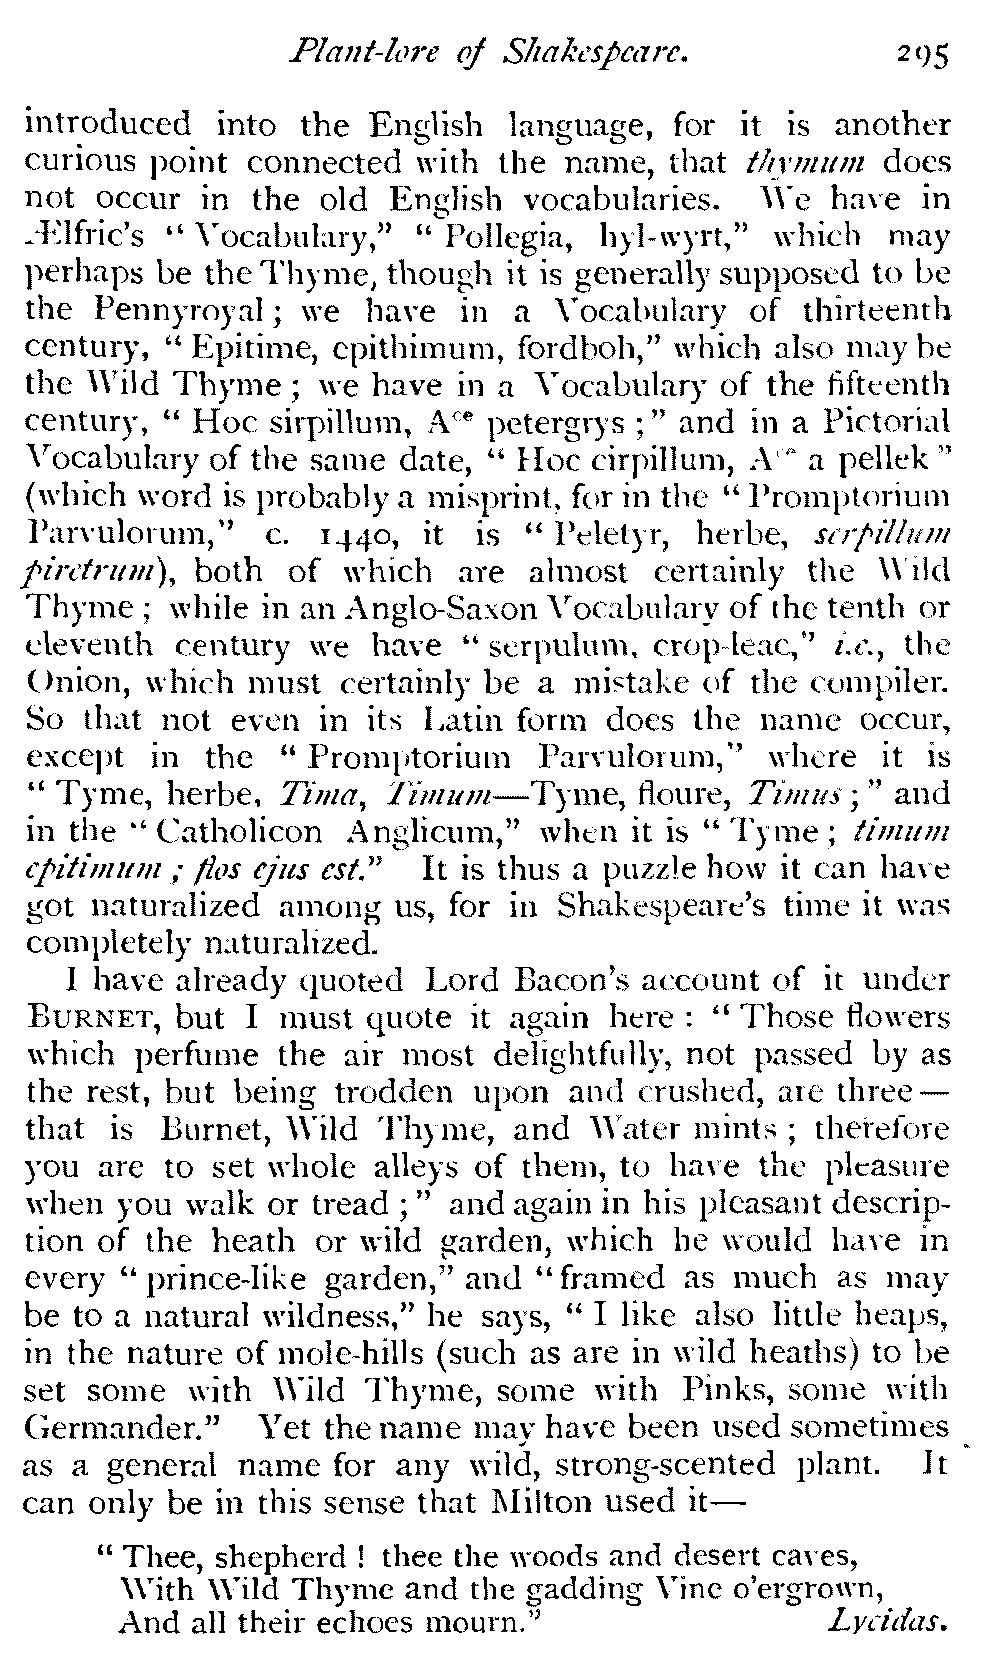 Plant-lore of Shakespeare. 295
introduced into the English language, for it is another
curious point connected with the name, that thymum does
not occur in the old English vocabularies. We have in
Ælfric's “ Vocabulary,” “ Pollegia, hyl-wyrt,” which may
perhaps be the Thyme, though it is generally supposed to be
the Pennyroyal ; we have in a Vocabulary of thirteenth
century, “ Epitime, epithimum, fordboh,” which also may be
the Wild Thyme ; we have in a Vocabulary of the fifteenth
century, “ Hoc sirpillum, Ace petergrys ;” and in a Pictorial
Vocabulary of the same date, “ Hoc cirpillum, Ace a pellek ”
(which word is probably a misprint, for in the “ Promptorium
Parvulorum,” c. 1440, it is “ Peletyr, herbe, serpillum
piretrum), both of which are almost certainly the Wild
Thyme ; while in an Anglo-Saxon Vocabulary of the tenth or
eleventh century we have “ serpulum, crop-leac,” i.e., the
Onion, which must certainly be a mistake of the compiler.
So that not even in its Latin form does the name occur,
except in the “ Promptorium Parvulorum,” where it is
“ Tyme, herbe, Tima, Timum—Tyme, floure, Timus ; ” and
in the “ Catholicon Anglicum,” when it is “ Tyme ; timum
epitimum ; flos ejus est.” It is thus a puzzle how it can have
got naturalized among us, for in Shakespeare's time it was
completely naturalized.
I have already quoted Lord Bacon's account of it under
BURNET, but I must quote it again here : “ Those flowers
which perfume the air most delightfully, not passed by as
the rest, but being trodden upon and crushed, are three—
that is Burnet, Wild Thyme, and Water mints ; therefore
you are to set whole alleys of them, to have the pleasure
when you walk or tread ; ” and again in his pleasant descrip-
tion of the heath or wild garden, which he would have in
every “ prince-like garden,” and “ framed as much as may
be to a natural wildness,” he says, “ I like also little heaps,
in the nature of mole-hills (such as are in wild heaths) to be
set some with Wild Thyme, some with Pinks, some with
Germander.” Yet the name may have been used sometimes
as a general name for any wild, strong-scented plant. It
can only be in this sense that Milton used it—
“ Thee, shepherd ! thee the woods and desert caves,
With Wild Thyme and the gadding Vine o'ergrown,
And all their echoes mourn.” Lycidas.